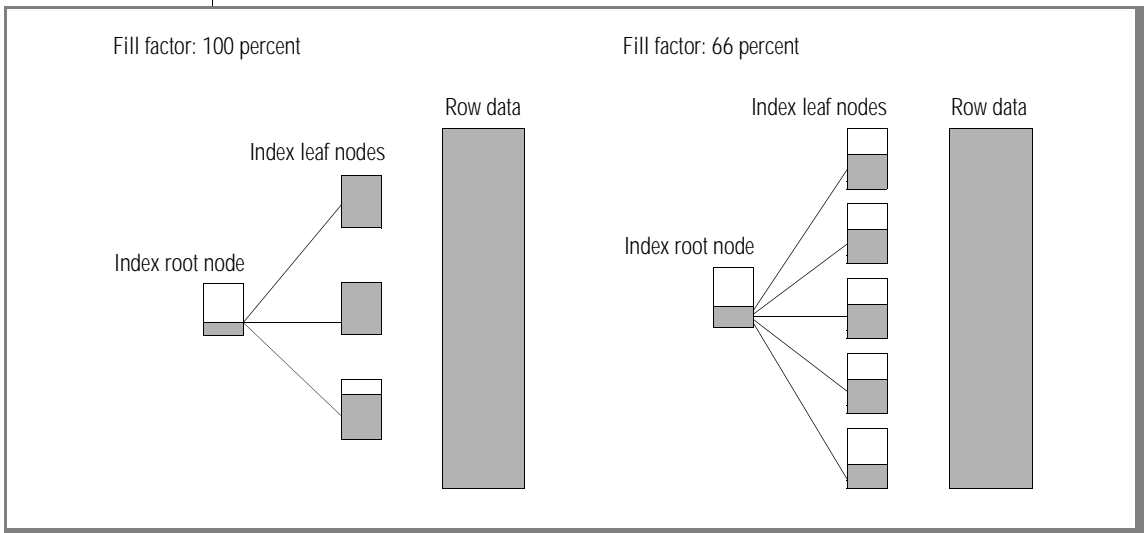 Fill factor: 100 percent
Row data
Index leaf nodes
Index root node
Fill factor: 66 percent
Index leaf nodes
Row data
Index root node